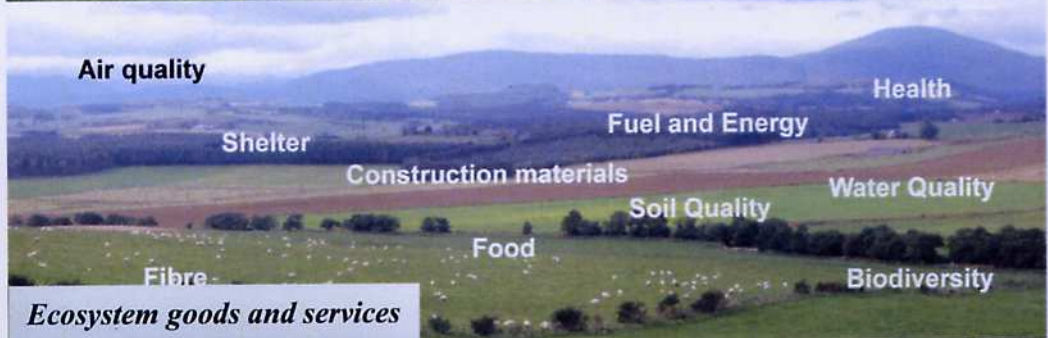 Air quality
Health
Fuel and Energy
Shelter
Construction materials
Water Quality
Soil Quality
Food
Fibre
Biodiversity
Ecosystem goods and services